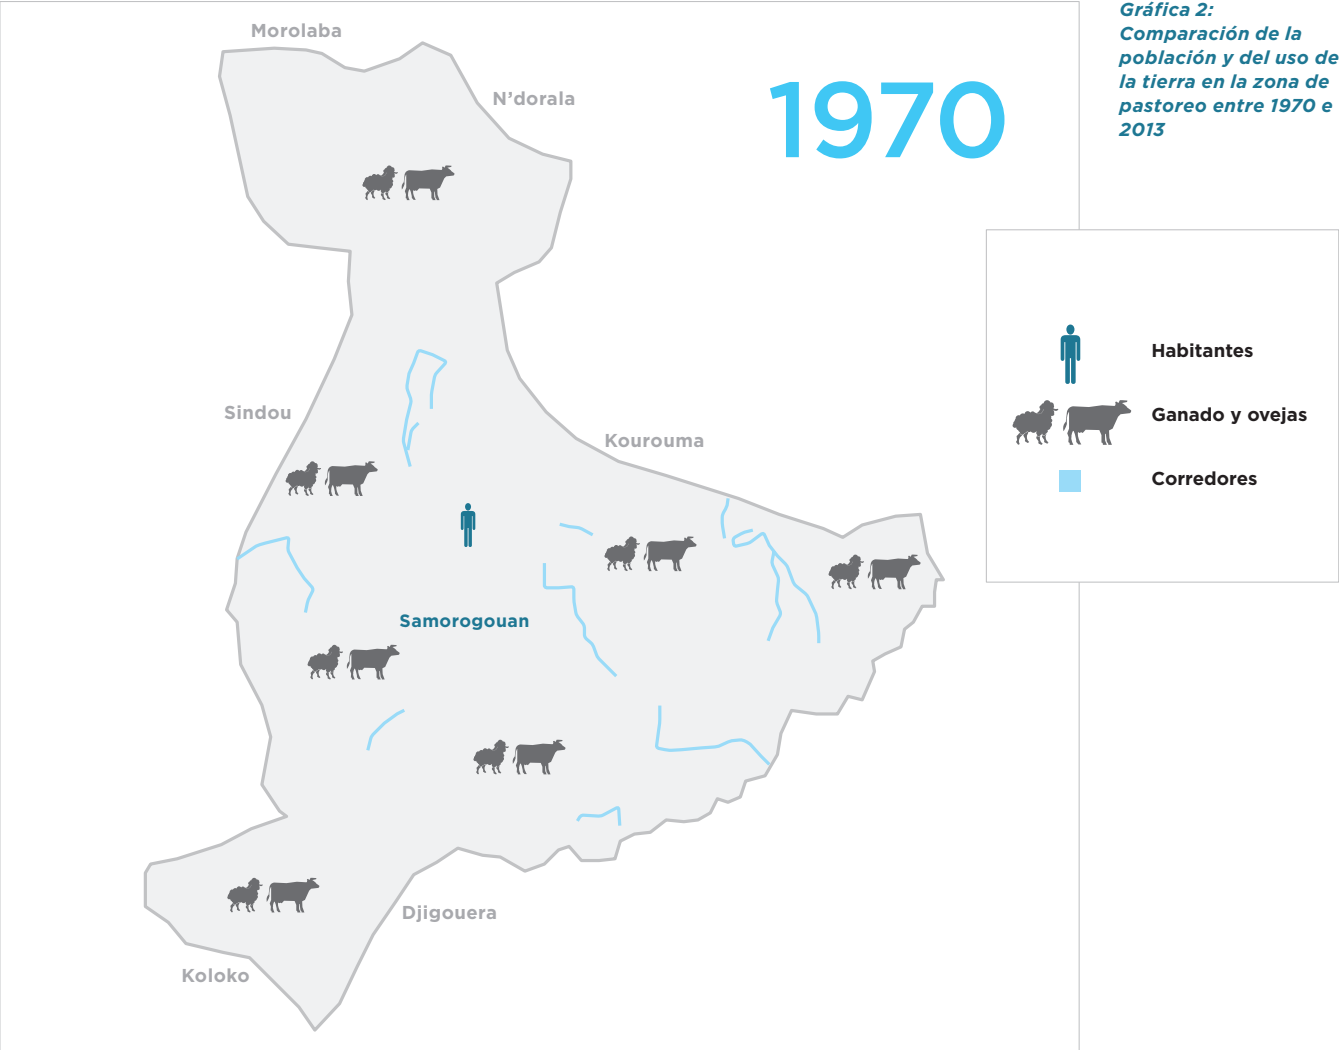 Gráfica 2:
Comparación de la
población y del uso de
la tierra en la zona de
pastoreo entre 1970 e
2013
1970
Morolaba
N’dorala
Sindou
Kourouma
Samorogouan
Djigouera
Koloko
Habitantes
Ganado y ovejas
Corredores